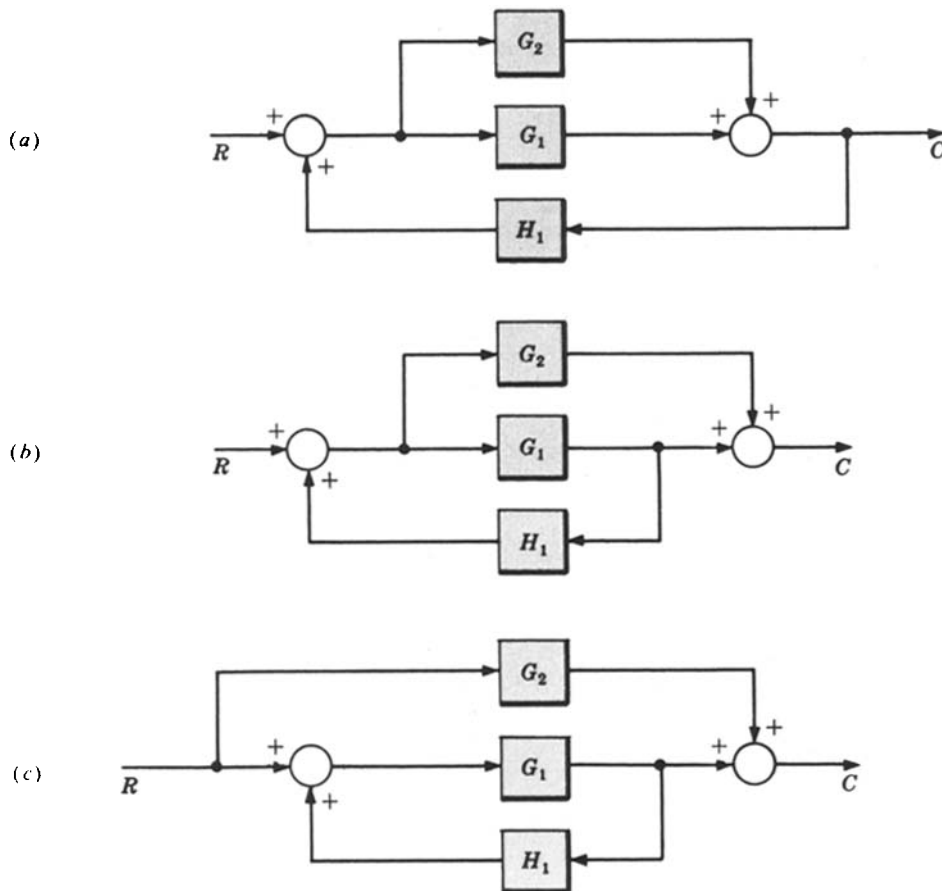 G₂
(a)
+
R
+
G₁
+
+
C
H₁
G₂
(b)
+
R
+
G₁
+
+
C
H₁
G₂
(c)
R
+
+
G₁
+
+
C
H₁